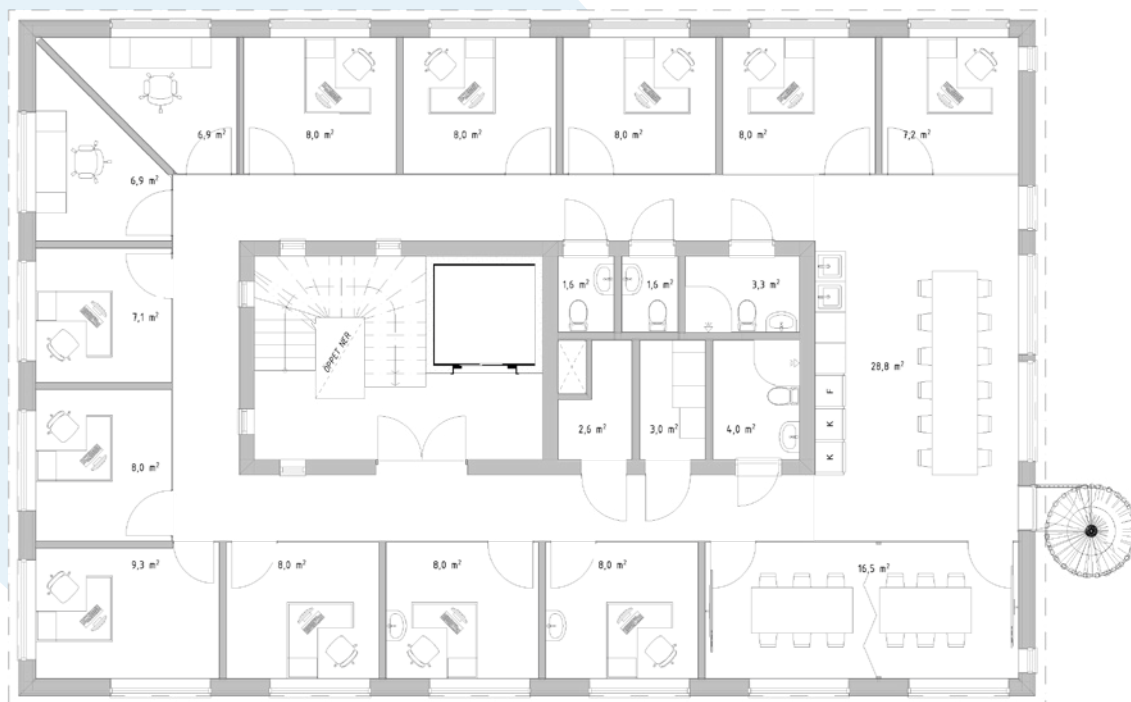 6,9 m²
8,0 m²
8,0 m²
8,0 m²
8,0 m²
7,2 m²
6,9 m²
1,6 m²
1,6 m²
3,3 m²
7,1 m²
ÖPPET NER
28,8 m²
F
K
K
2,6 m²
3,0 m²
4,0 m²
8,0 m²
9,3 m²
8,0 m²
8,0 m²
8,0 m²
16,5 m²